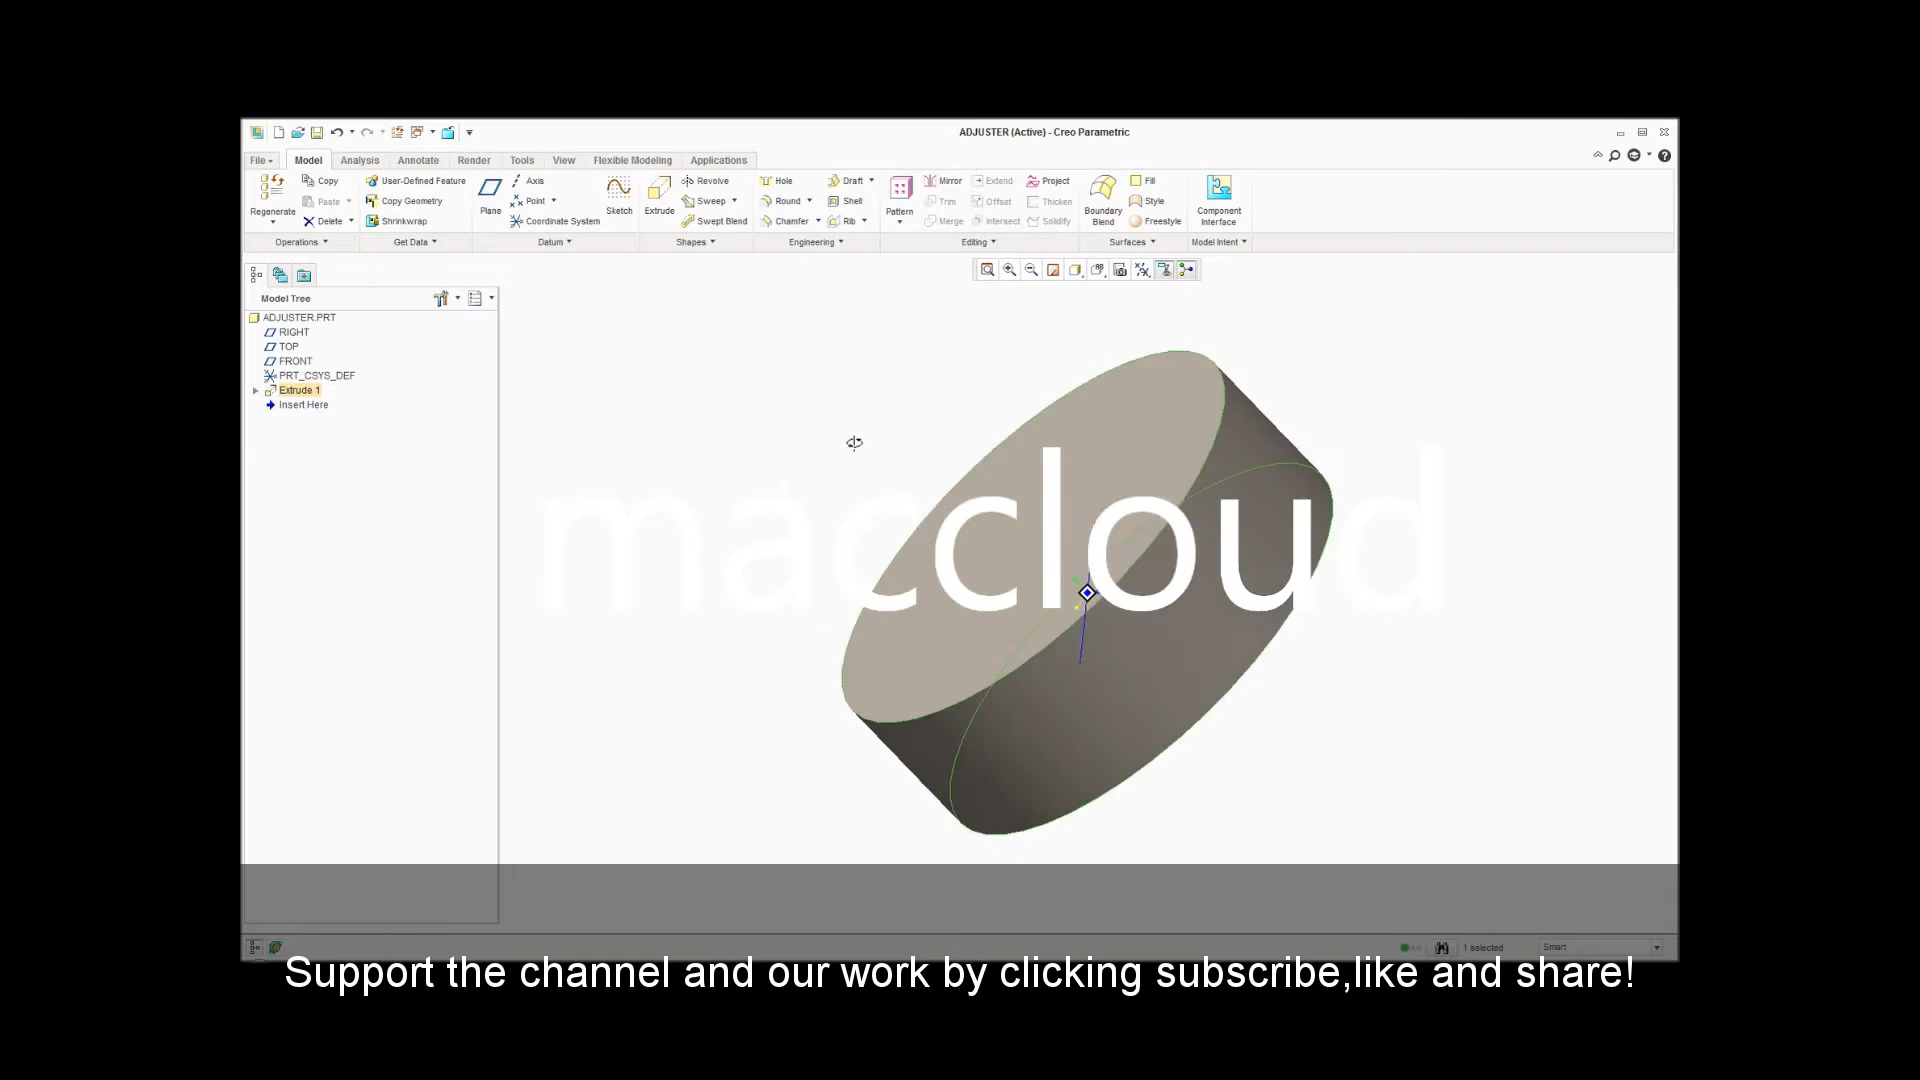 ADJUSTER (Active) - Creo Parametric
File Model Analysis Annotate Render Tools View Flexible Modeling Applications
Regenerate
Copy
Paste
Delete
Operations
User-Defined Feature
Copy Geometry
Shrinkwrap
Get Data
Plane
Axis
Point
Coordinate System
Datum
Sketch
Extrude
Revolve
Sweep
Swept Blend
Shapes
Hole
Round
Chamfer
Draft
Shell
Rib
Engineering
Pattern
Mirror
Trim
Merge
Extend
Offset
Intersect
Project
Thicken
Solidify
Editing
Boundary
Blend
Fill
Style
Freestyle
Surfaces
Component
Interface
Model Intent
Model Tree
ADJUSTER.PRT
RIGHT
TOP
FRONT
PRT_CSYS_DEF
Extrude 1
Insert Here
maccloud
1 selected
Smart
Support the channel and our work by clicking subscribe,like and share!